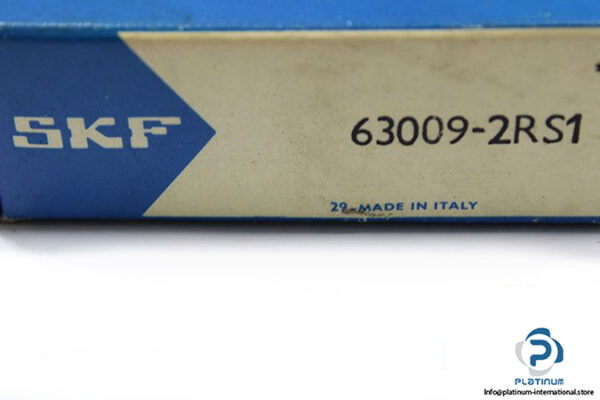 SKF
63009-2RS1
29-MADE IN ITALY
PLATINUM
Info@platinum-international.store